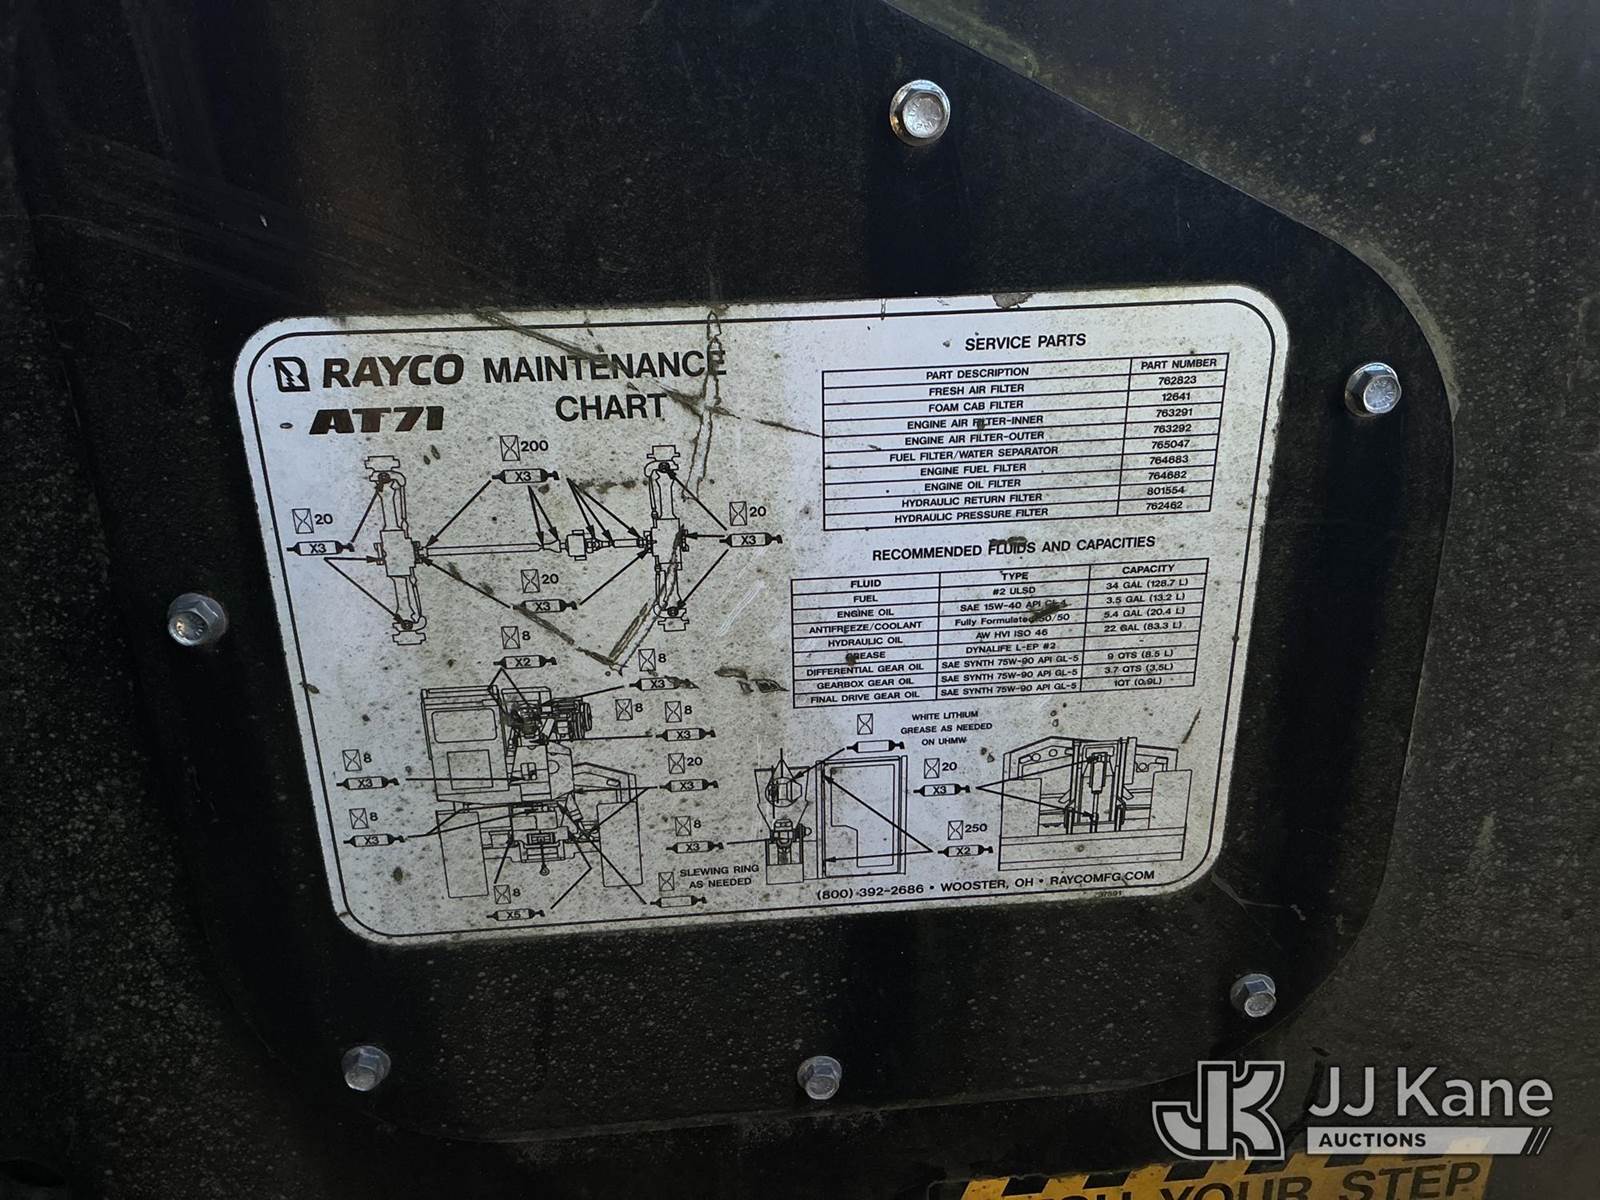 RAYCO MAINTENANCE
AT71 CHART
200
X3
20
X3
20
X3
20
X3
8
X2
8
X3
8
8
X3
8
X3
20
X3
8
X3
8
X3
8
X5
SLEWING RING
AS NEEDED
SERVICE PARTS
PART DESCRIPTION PART NUMBER
FRESH AIR FILTER 762823
FOAM CAB FILTER 12641
ENGINE AIR FILTER-INNER 763291
ENGINE AIR FILTER-OUTER 763292
FUEL FILTER/WATER SEPARATOR 765047
ENGINE FUEL FILTER 764683
ENGINE OIL FILTER 764682
HYDRAULIC RETURN FILTER 801554
HYDRAULIC PRESSURE FILTER 762462
RECOMMENDED FLUIDS AND CAPACITIES
FLUID TYPE CAPACITY
FUEL #2 ULSD 34 GAL (128.7 L)
ENGINE OIL SAE 15W-40 API 3.5 GAL (13.2 L)
ANTIFREEZE/COOLANT Fully Formulated 50/50 5.4 GAL (20.4 L)
HYDRAULIC OIL AW HVI ISO 46 22 GAL (83.3 L)
GREASE DYNALIFE L-EP #2 -
DIFFERENTIAL GEAR OIL SAE SYNTH 75W-90 API GL-5 9 QTS (8.5 L)
GEARBOX GEAR OIL SAE SYNTH 75W-90 API GL-5 3.7 QTS (3,5L)
FINAL DRIVE GEAR OIL SAE SYNTH 75W-90 API GL-5 1QT (0.9L)
WHITE LITHIUM
GREASE AS NEEDED
ON UHMW
20
X3
250
X2
(800) 392-2686 • WOOSTER, OH • RAYCOMFG.COM
JK JJ Kane
AUCTIONS
YOUR STEP